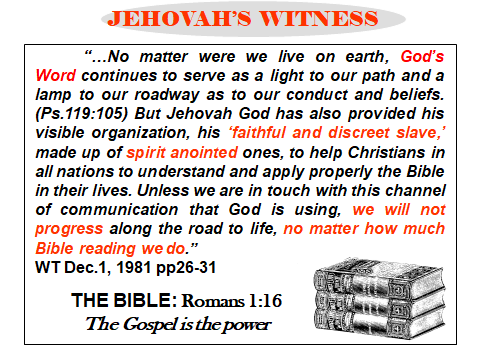 JEHOVAH'S WITNESS
"…No matter were we live on earth, God's
Word continues to serve as a light to our path and a
lamp to our roadway as to our conduct and beliefs.
(Ps.119:105) But Jehovah God has also provided his
visible organization, his 'faithful and discreet slave,'
made up of spirit anointed ones, to help Christians in
all nations to understand and apply properly the Bible
in their lives. Unless we are in touch with this channel
of communication that God is using, we will not
progress along the road to life, no matter how much
Bible reading we do."
WT Dec.1, 1981 pp26-31
THE BIBLE: Romans 1:16
The Gospel is the power